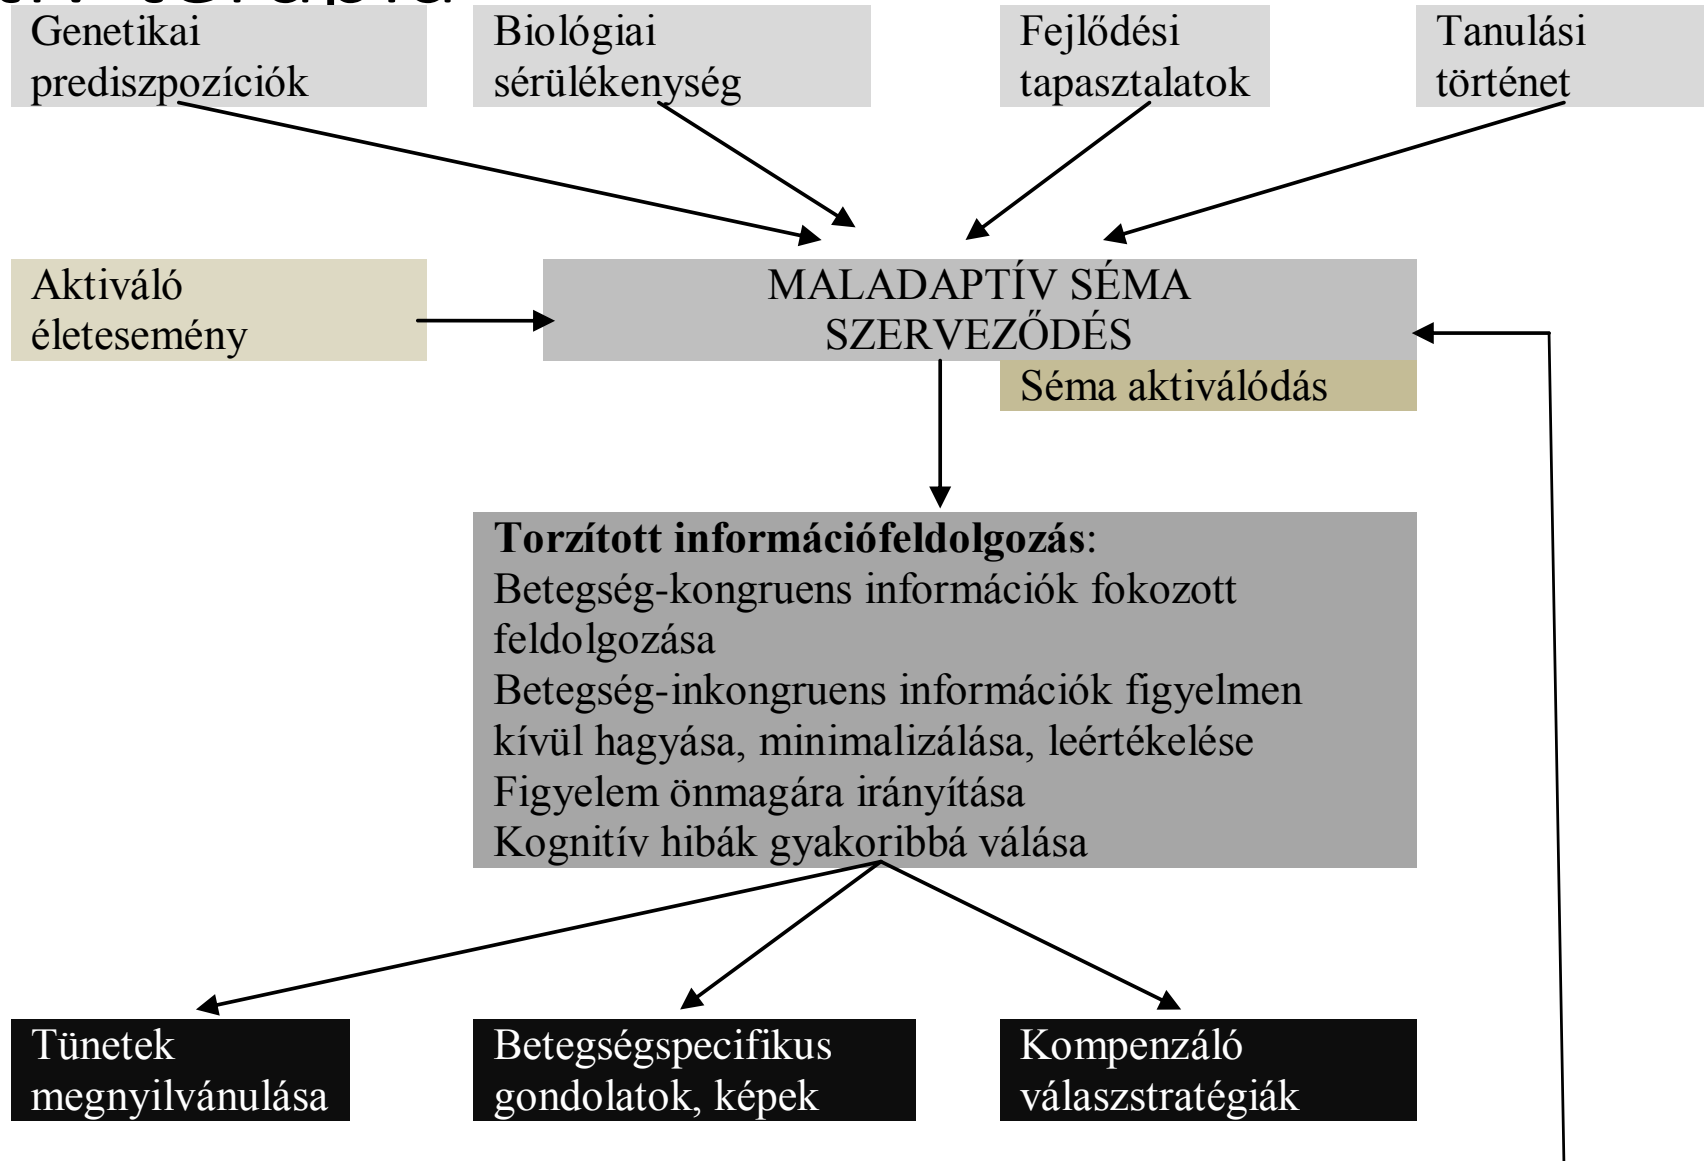 Genetikai
prediszpozíciók
Biológiai
sérülékenység
Fejlődési
tapasztalatok
Tanulási
történet
Aktiváló
életesemény
MALADAPTÍV SÉMA
SZERVEZŐDÉS
Séma aktiválódás
Torzított információfeldolgozás:
Betegség-kongruens információk fokozott
feldolgozása
Betegség-inkongruens információk figyelmen
kívül hagyása, minimalizálása, leértékelése
Figyelem önmagára irányítása
Kognitív hibák gyakoribbá válása
Tünetek
megnyilvánulása
Betegségspecifikus
gondolatok, képek
Kompenzáló
válaszstratégiák